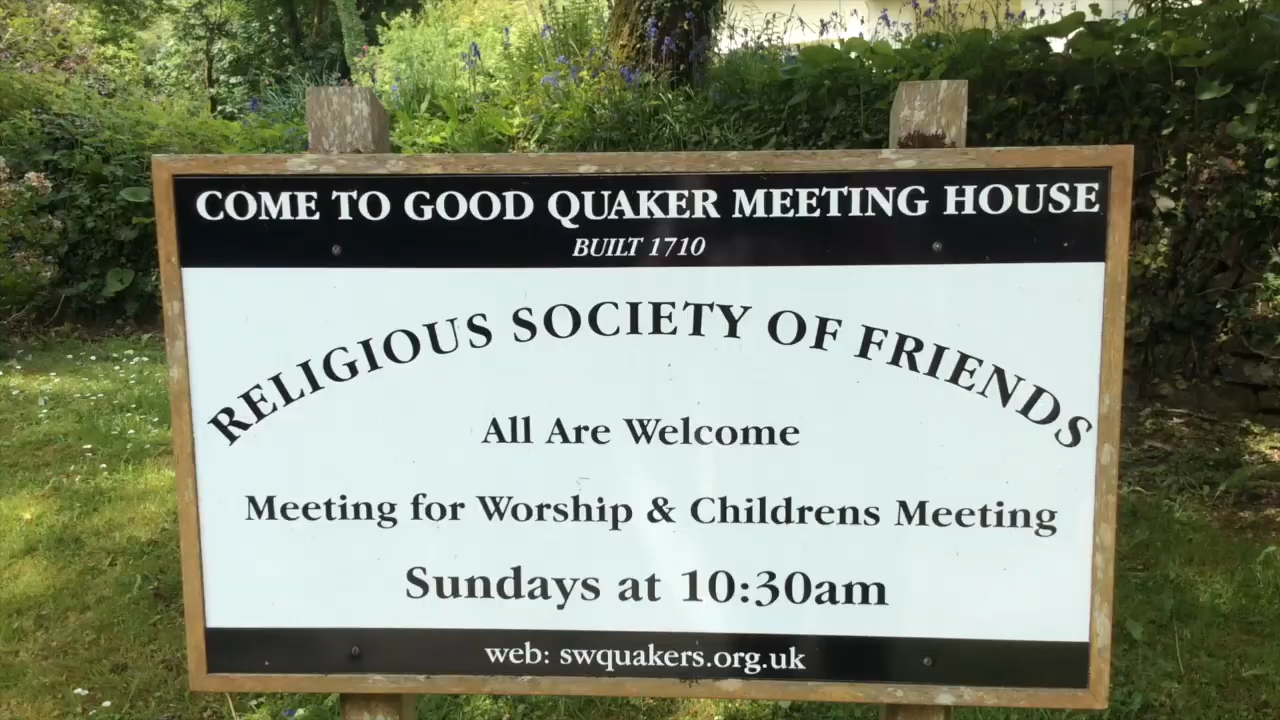 COME TO GOOD QUAKER MEETING HOUSE
BUILT 1710
RELIGIOUS SOCIETY OF FRIENDS
All Are Welcome
Meeting for Worship & Childrens Meeting
Sundays at 10:30am
web: swquakers.org.uk